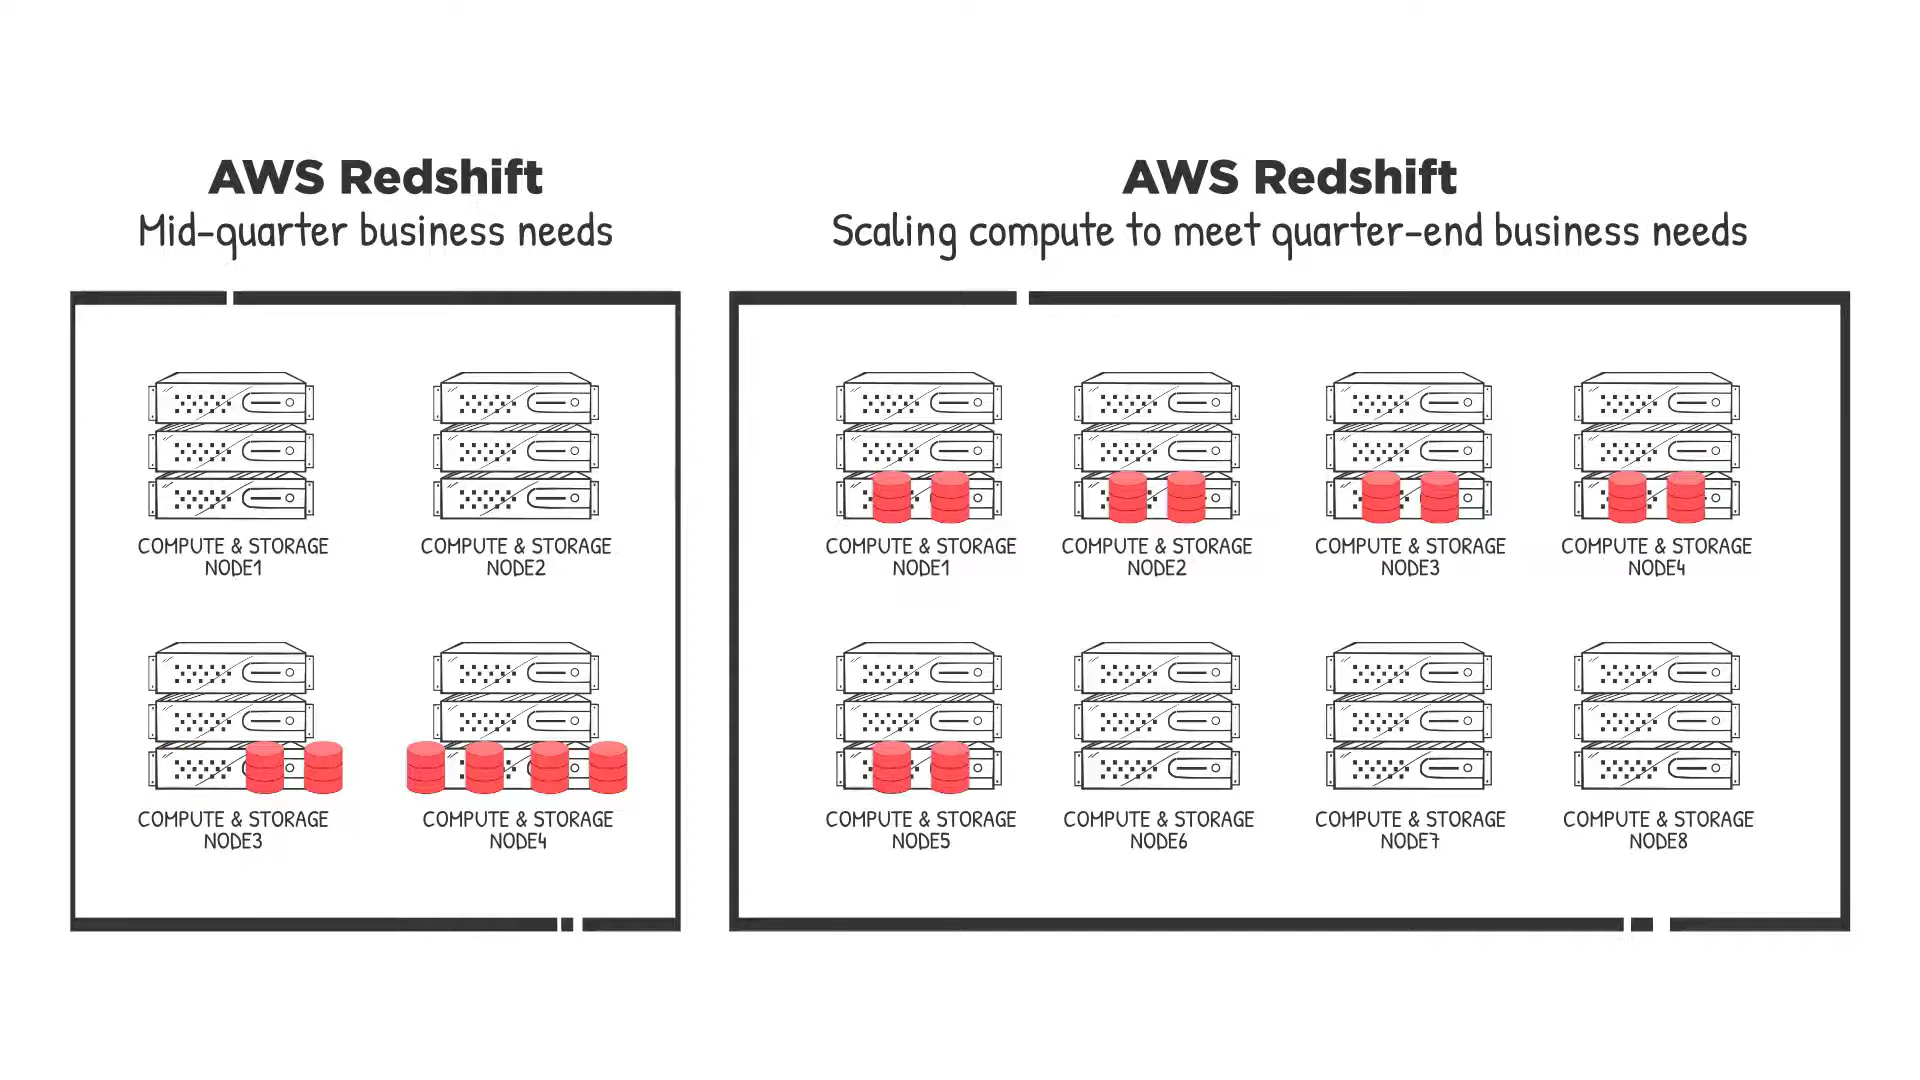 AWS Redshift
Mid-quarter business needs
COMPUTE & STORAGE
NODE1
COMPUTE & STORAGE
NODE2
COMPUTE & STORAGE
NODE3
COMPUTE & STORAGE
NODE4
AWS Redshift
Scaling compute to meet quarter-end business needs
COMPUTE & STORAGE
NODE1
COMPUTE & STORAGE
NODE2
COMPUTE & STORAGE
NODE3
COMPUTE & STORAGE
NODE4
COMPUTE & STORAGE
NODE5
COMPUTE & STORAGE
NODE6
COMPUTE & STORAGE
NODE7
COMPUTE & STORAGE
NODE8